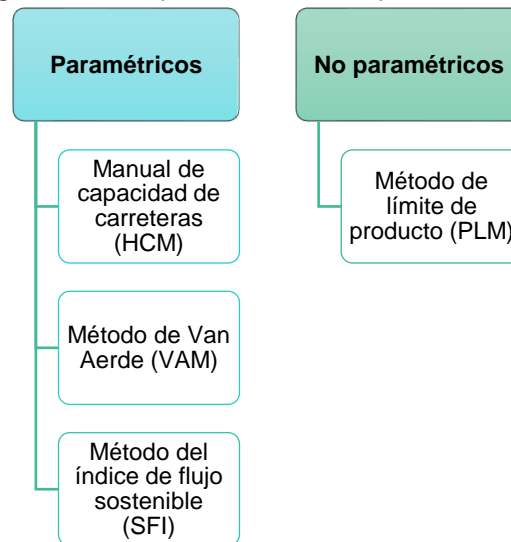 Paramétricos
No paramétricos
Manual de
capacidad de
carreteras
(HCM)
Método de
límite de
producto (PLM)
Método de Van
Aerde (VAM)
Método del
índice de flujo
sostenible
(SFI)